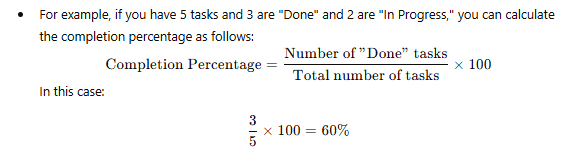 • For example, if you have 5 tasks and 3 are "Done" and 2 are "In Progress," you can calculate
the completion percentage as follows:
Completion Percentage = Number of ”Done” tasks / Total number of tasks × 100
In this case:
3/5 × 100 = 60%